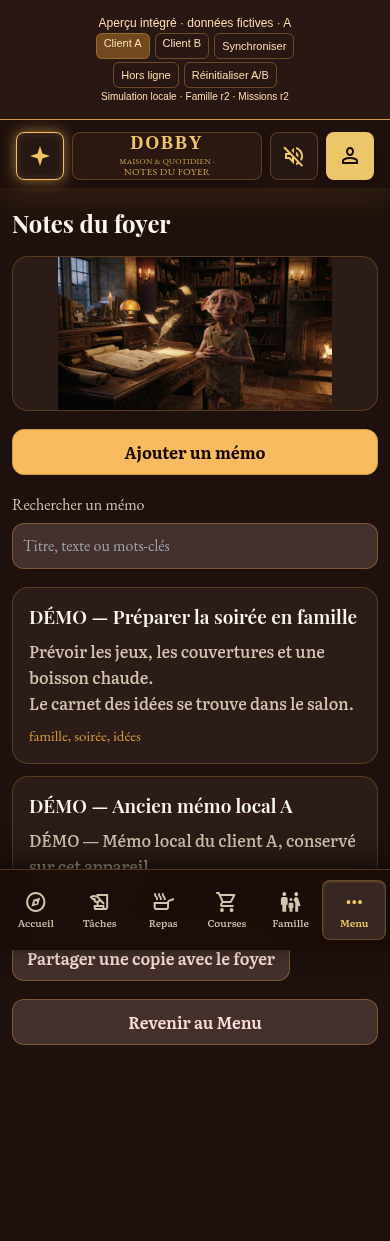 Aperçu intégré · données fictives · A
Client A
Client B
Synchroniser
Hors ligne
Réinitialiser A/B
Simulation locale · Famille r2 · Missions r2
DOBBY
MAISON & QUOTIDIEN ·
NOTES DU FOYER
Notes du foyer
Ajouter un mémo
Rechercher un mémo
Titre, texte ou mots-clés
DÉMO — Préparer la soirée en famille
Prévoir les jeux, les couvertures et une
boisson chaude.
Le carnet des idées se trouve dans le salon.
famille, soirée, idées
DÉMO — Ancien mémo local A
DÉMO — Mémo local du client A, conservé
sur cet appareil
Accueil
Tâches
Repas
Courses
Famille
Menu
Partager une copie avec le foyer
Revenir au Menu